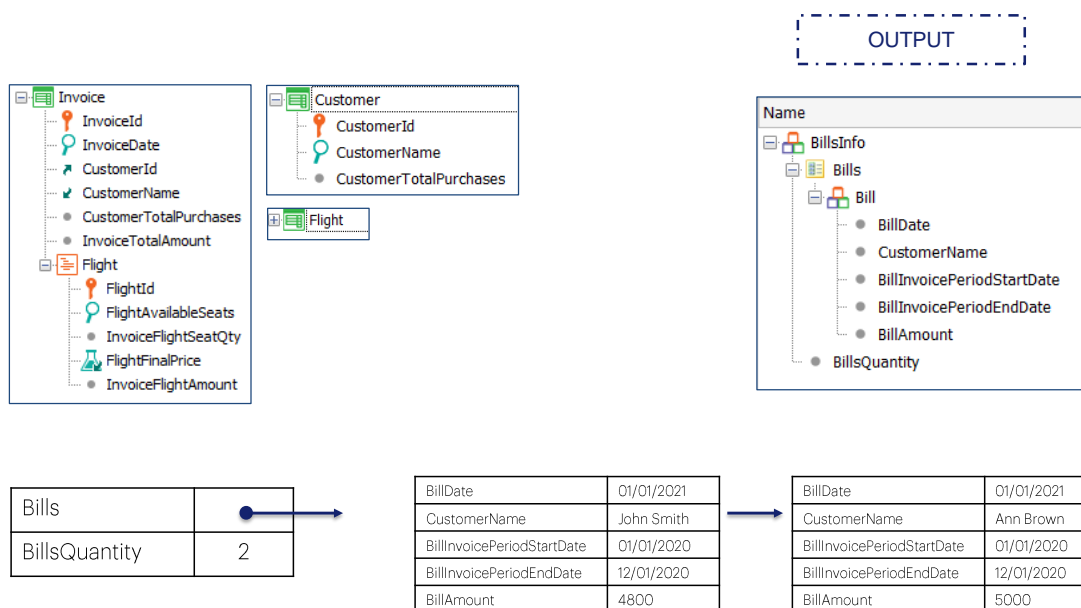 OUTPUT
Invoice
InvoiceId
InvoiceDate
CustomerId
CustomerName
CustomerTotalPurchases
InvoiceTotalAmount
Flight
FlightId
FlightAvailableSeats
InvoiceFlightSeatQty
FlightFinalPrice
InvoiceFlightAmount
Customer
CustomerId
CustomerName
CustomerTotalPurchases
Flight
Name
BillsInfo
Bills
Bill
BillDate
CustomerName
BillInvoicePeriodStartDate
BillInvoicePeriodEndDate
BillAmount
BillsQuantity
Bills
BillsQuantity 2
BillDate 01/01/2021
CustomerName John Smith
BillInvoicePeriodStartDate 01/01/2020
BillInvoicePeriodEndDate 12/01/2020
BillAmount 4800
BillDate 01/01/2021
CustomerName Ann Brown
BillInvoicePeriodStartDate 01/01/2020
BillInvoicePeriodEndDate 12/01/2020
BillAmount 5000